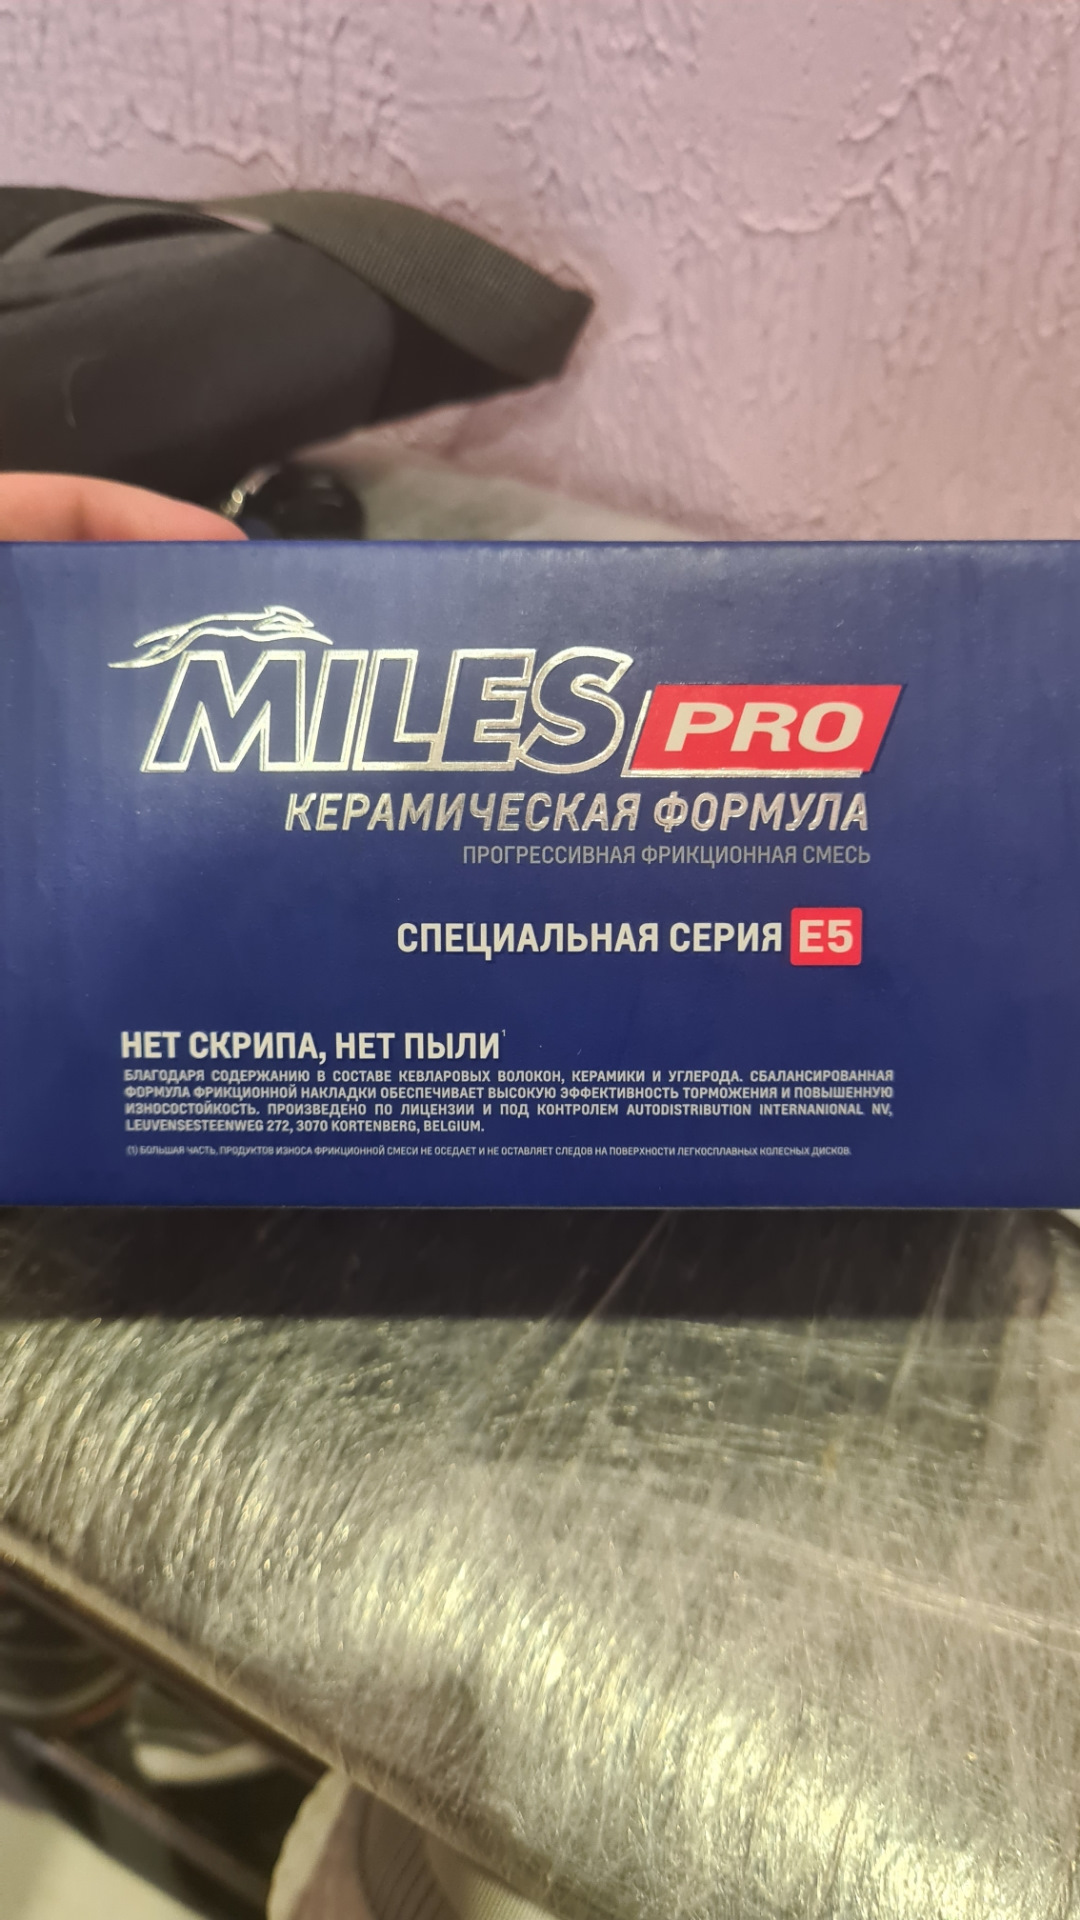 MILES PRO
КЕРАМИЧЕСКАЯ ФОРМУЛА
ПРОГРЕССИВНАЯ ФРИКЦИОННАЯ СМЕСЬ
СПЕЦИАЛЬНАЯ СЕРИЯ E5
НЕТ СКРИПА, НЕТ ПЫЛИ¹
БЛАГОДАРЯ СОДЕРЖАНИЮ В СОСТАВЕ КЕВЛАРОВЫХ ВОЛОКОН, КЕРАМИКИ И УГЛЕРОДА. СБАЛАНСИРОВАННАЯ
ФОРМУЛА ФРИКЦИОННОЙ НАКЛАДКИ ОБЕСПЕЧИВАЕТ ВЫСОКУЮ ЭФФЕКТИВНОСТЬ ТОРМОЖЕНИЯ И ПОВЫШЕННУЮ
ИЗНОСОСТОЙКОСТЬ. ПРОИЗВЕДЕНО ПО ЛИЦЕНЗИИ И ПОД КОНТРОЛЕМ AUTODISTRIBUTION INTERNANIONAL NV,
LEUVENSESTEENWEG 272, 3070 KORTENBERG, BELGIUM.
(1) БОЛЬШАЯ ЧАСТЬ. ПРОДУКТОВ ИЗНОСА ФРИКЦИОННОЙ СМЕСИ НЕ ОСЕДАЕТ И НЕ ОСТАВЛЯЕТ СЛЕДОВ НА ПОВЕРХНОСТИ ЛЕГКОСПЛАВНЫХ КОЛЕСНЫХ ДИСКОВ.